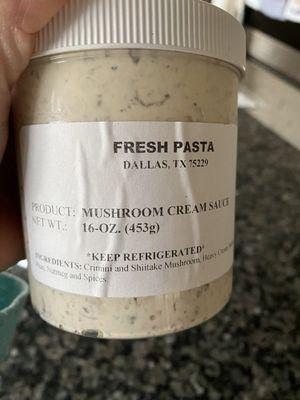 FRESH PASTA
DALLAS, TX 75229
PRODUCT: MUSHROOM CREAM SAUCE
NET WT.: 16-OZ. (453g)
*KEEP REFRIGERATED*
INGREDIENTS: Crimini and Shiitake Mushroom, Heavy Cream
Nutmeg and Spices